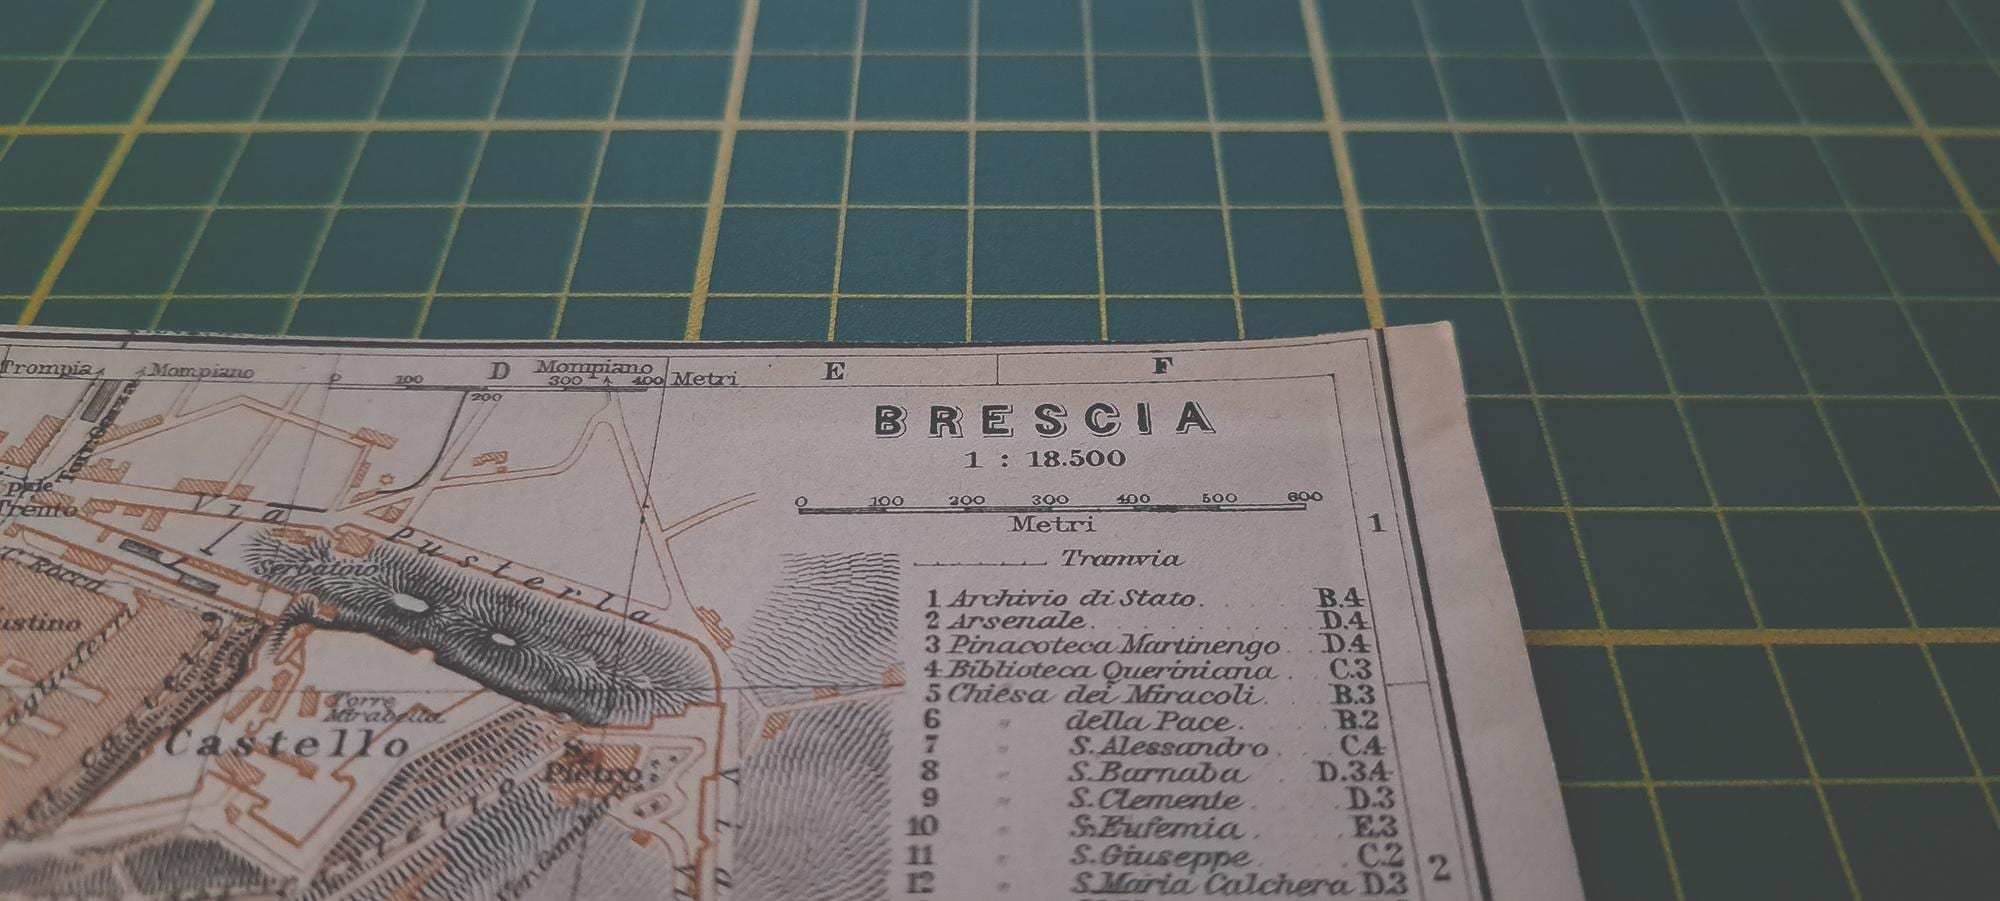 Trompia Mompiano 0 100 200 D Mompiano 300 400 Metri E F
BRESCIA
1 : 18.500
0 100 200 300 400 500 600
Metri
Tramvia
1 Archivio di Stato. B.4
2 Arsenale. D.4
3 Pinacoteca Martinengo D.4
4 Biblioteca Queriniana. C.3
5 Chiesa dei Miracoli. B.3
6 " della Pace. B.2
7 " S. Alessandro C.4
8 " S. Barnaba D.34
9 " S. Clemente D.3
10 " S. Eufemia. E.3
11 " S. Giuseppe C.2
12 " S. Maria Calchera D.3
1
2
Trento
Via pusterla
Rocca
Torre
Mirabella
Castello
S.
Pietro